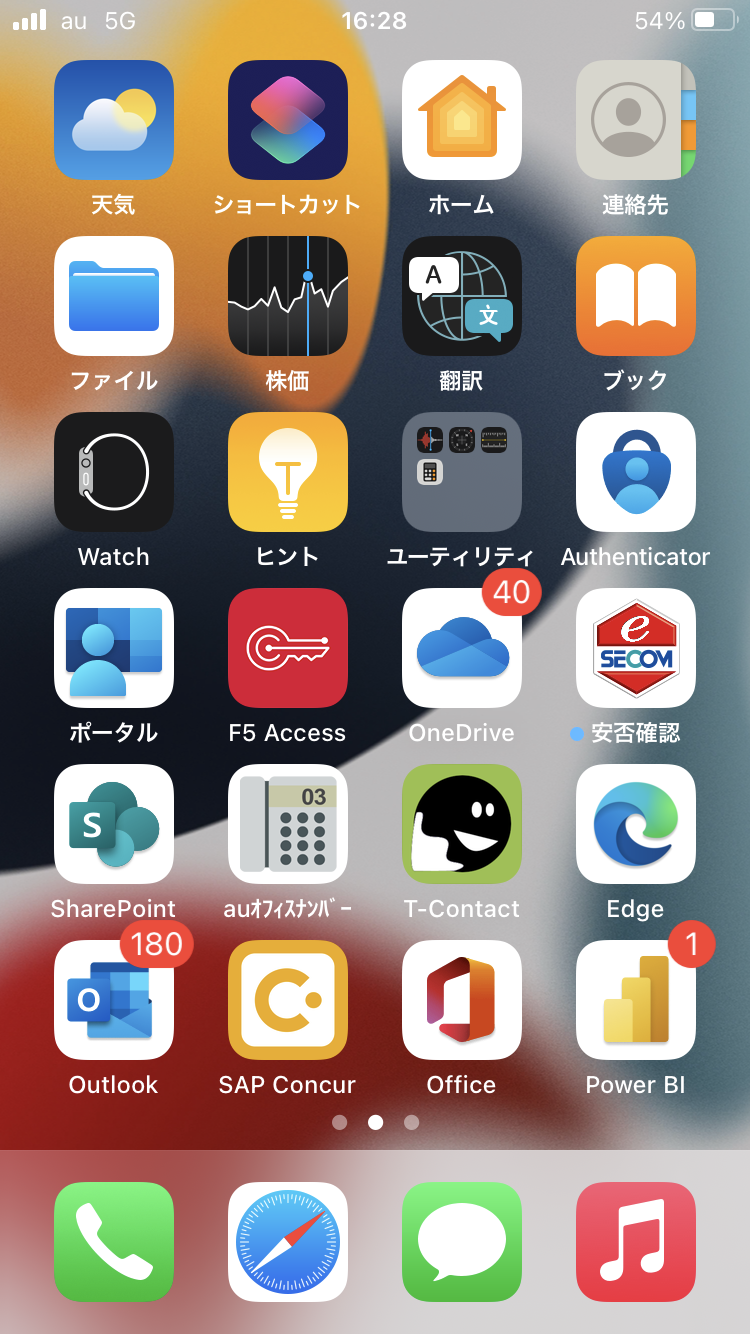 au 5G 16:28 54%
天気 ショートカット ホーム 連絡先
A
文
ファイル 株価 翻訳 ブック
Watch ヒント ユーティリティ Authenticator
40
e
SECOM
ポータル F5 Access OneDrive 安否確認
S
03
SharePoint auｵﾌｨｽﾅﾝﾊﾞｰ T-Contact Edge
180 1
O
Outlook SAP Concur Office Power BI